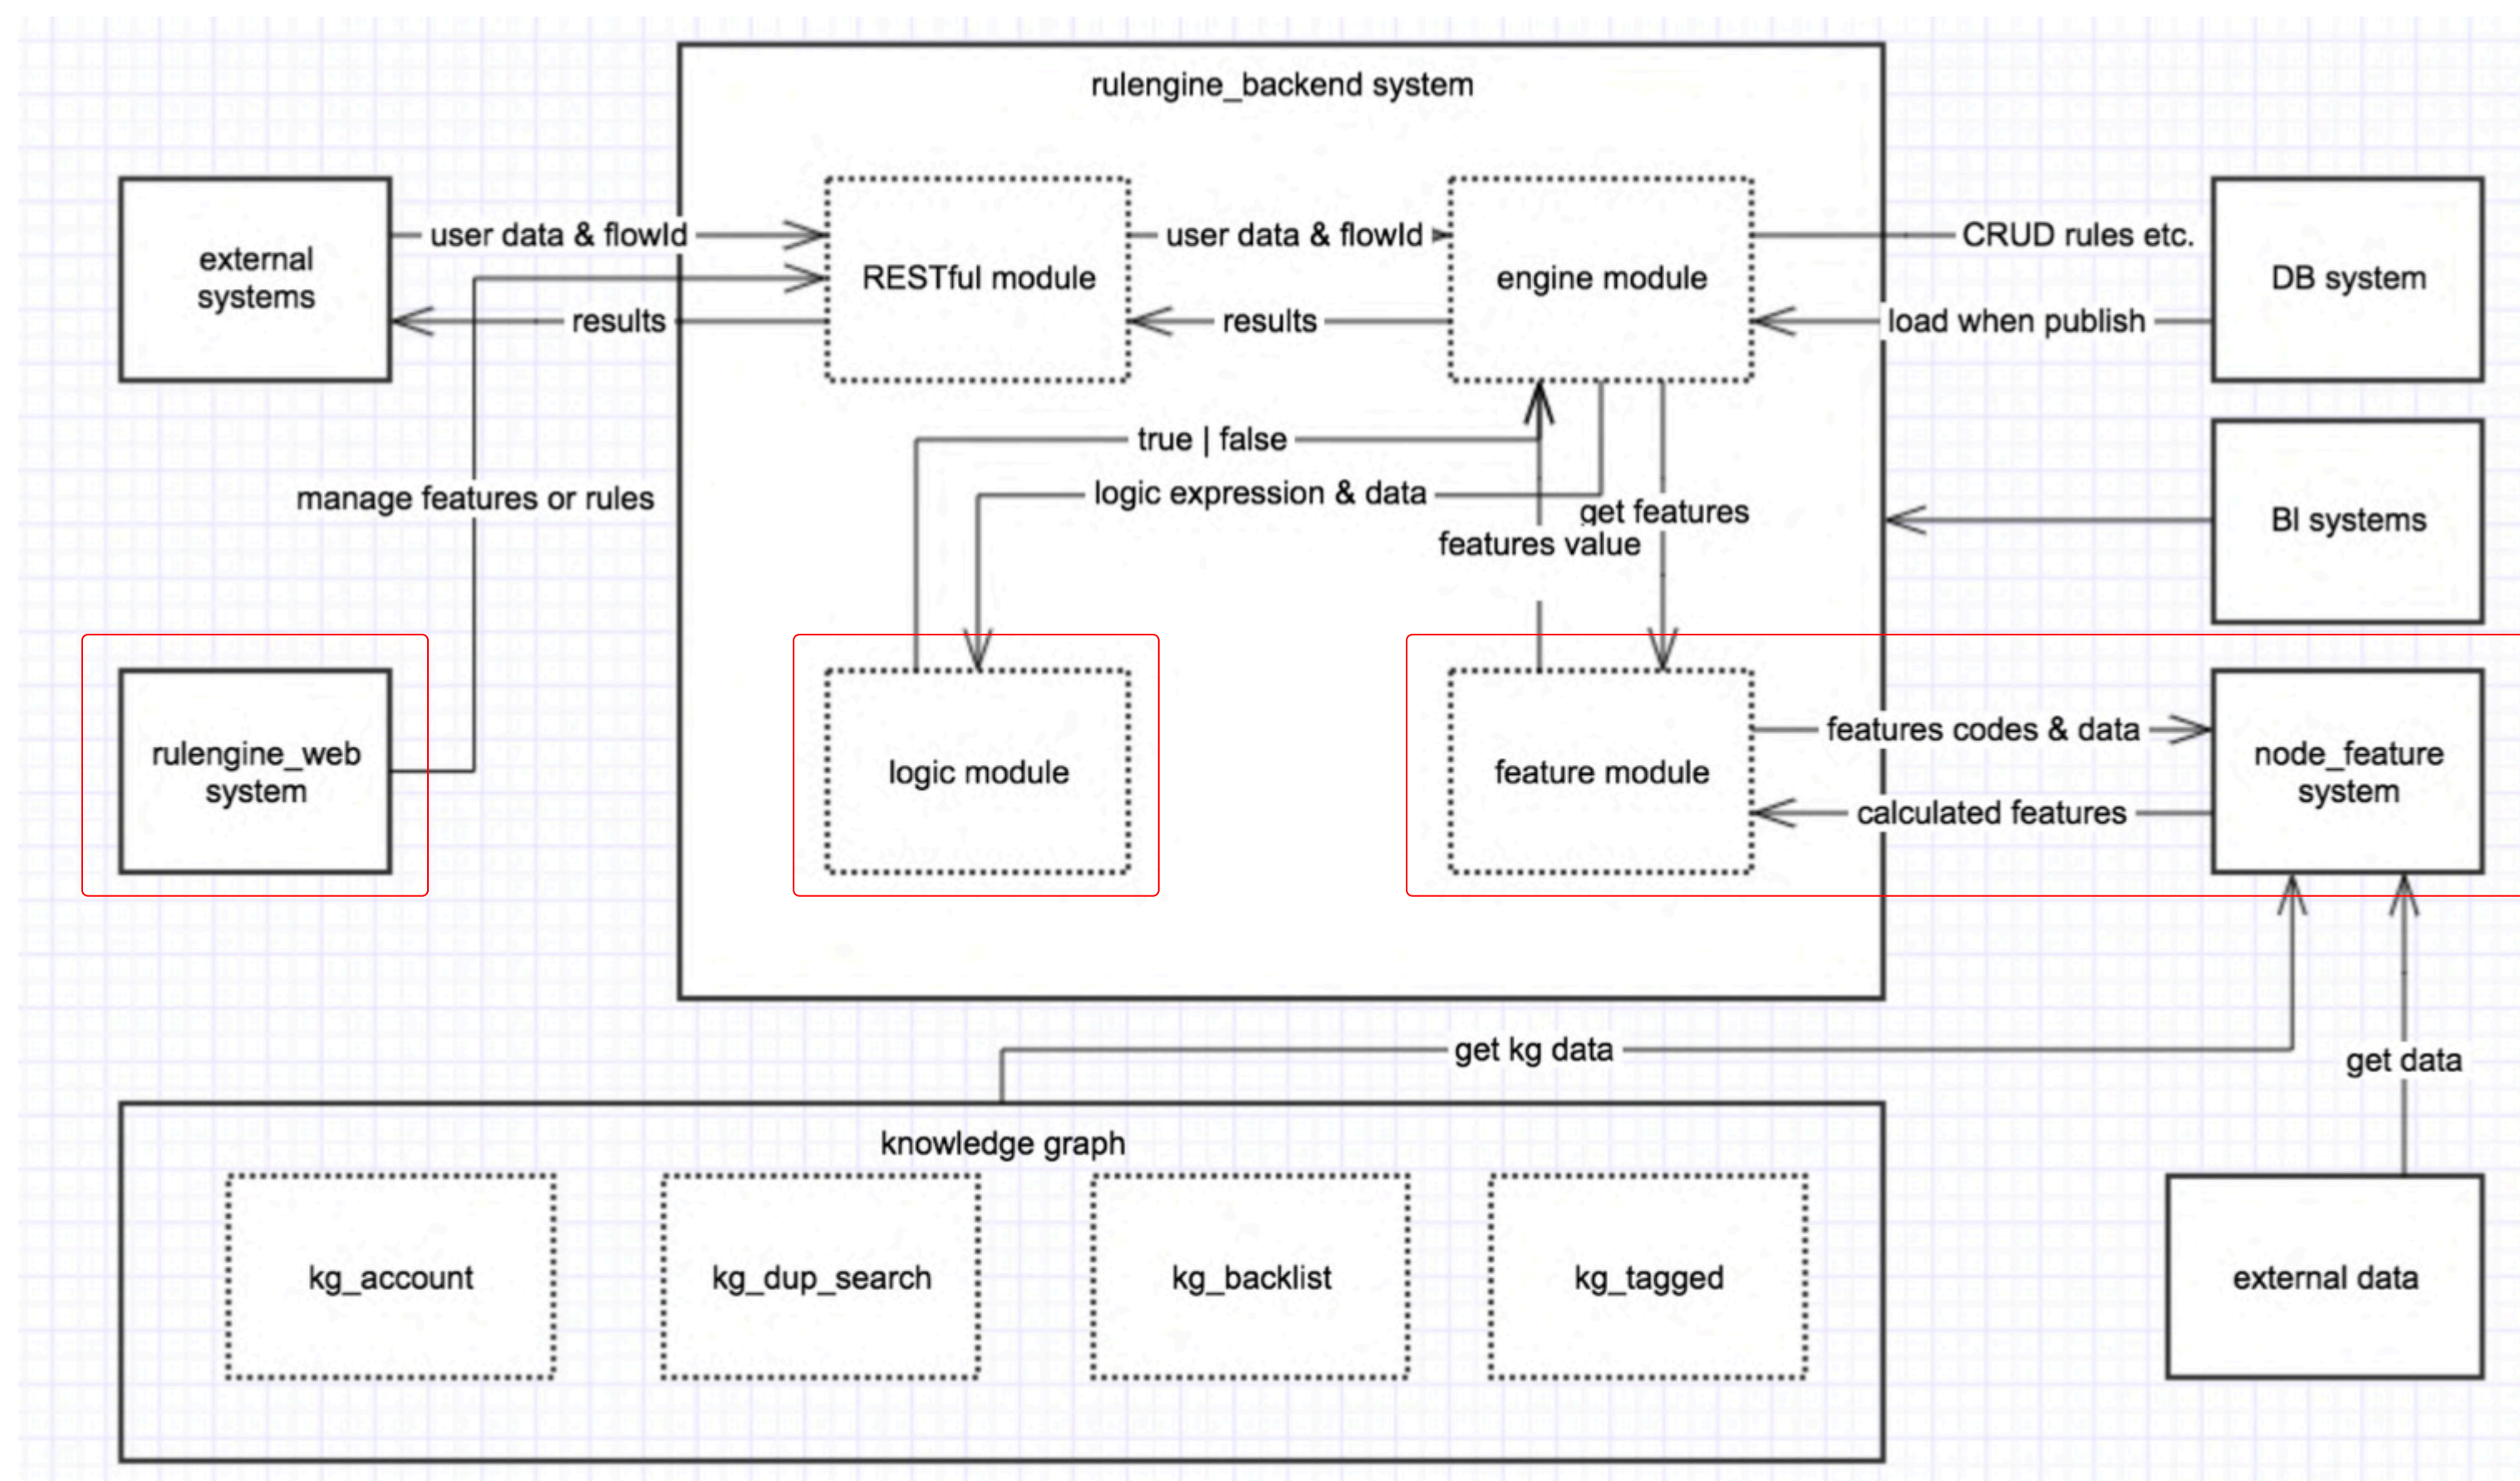 rulengine_backend system
external
systems
user data & flowId
RESTful module
user data & flowId
engine module
CRUD rules etc.
DB system
results
results
load when publish
true | false
logic expression & data
manage features or rules
get features
features value
BI systems
rulengine_web
system
logic module
feature module
features codes & data
node_feature
system
calculated features
get kg data
get data
knowledge graph
kg_account
kg_dup_search
kg_backlist
kg_tagged
external data